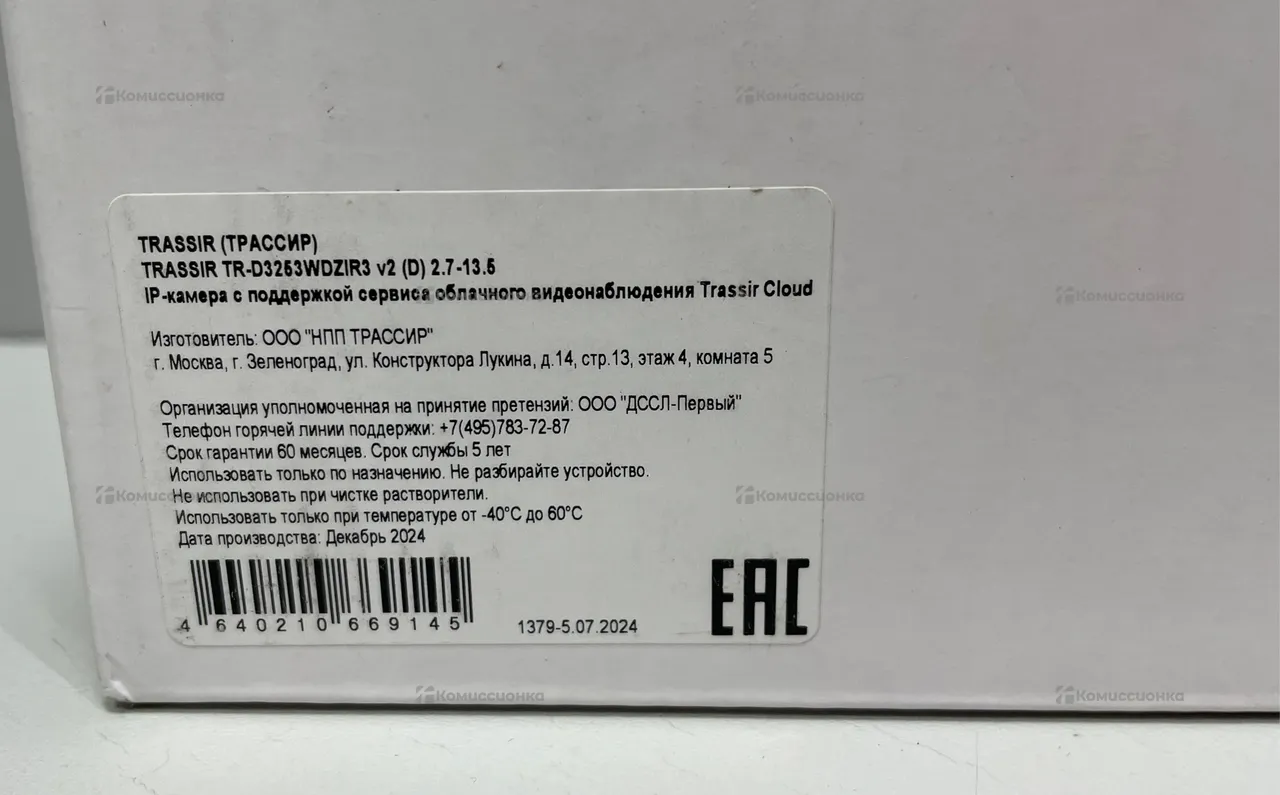 Комиссионка
Комиссионка
TRASSIR (ТРАССИР)
TRASSIR TR-D3253WDZIR3 v2 (D) 2.7-13.5
IP-камера с поддержкой сервиса облачного видеонаблюдения Trassir Cloud
Комиссионка
Изготовитель: ООО "НПП ТРАССИР"
г. Москва, г. Зеленоград, ул. Конструктора Лукина, д.14, стр.13, этаж 4, комната 5
Организация уполномоченная на принятие претензий: ООО "ДССЛ-Первый"
Телефон горячей линии поддержки: +7(495)783-72-87
Срок гарантии 60 месяцев. Срок службы 5 лет
Использовать только по назначению. Не разбирайте устройство.
Не использовать при чистке растворители.
Комиссионка
Комиссионка
Использовать только при температуре от -40°C до 60°C
Дата производства: Декабрь 2024
4 640210 669145
1379-5.07.2024
EAC
Комиссионка
Комиссионка